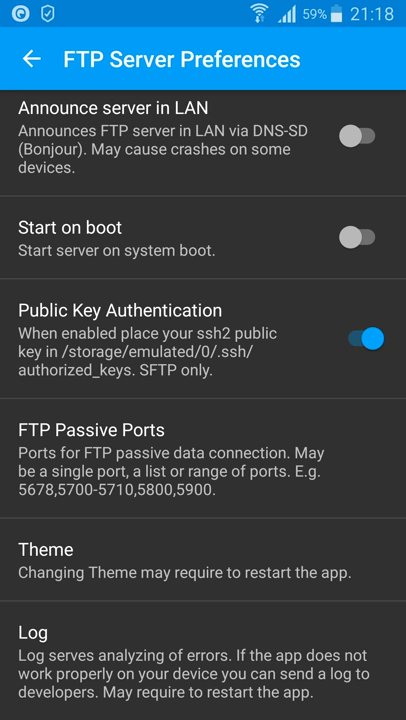 59% 21:18
FTP Server Preferences
Announce server in LAN
Announces FTP server in LAN via DNS-SD
(Bonjour). May cause crashes on some
devices.
Start on boot
Start server on system boot.
Public Key Authentication
When enabled place your ssh2 public
key in /storage/emulated/0/.ssh/
authorized_keys. SFTP only.
FTP Passive Ports
Ports for FTP passive data connection. May
be a single port, a list or range of ports. E.g.
5678,5700-5710,5800,5900.
Theme
Changing Theme may require to restart the app.
Log
Log serves analyzing of errors. If the app does not
work properly on your device you can send a log to
developers. May require to restart the app.